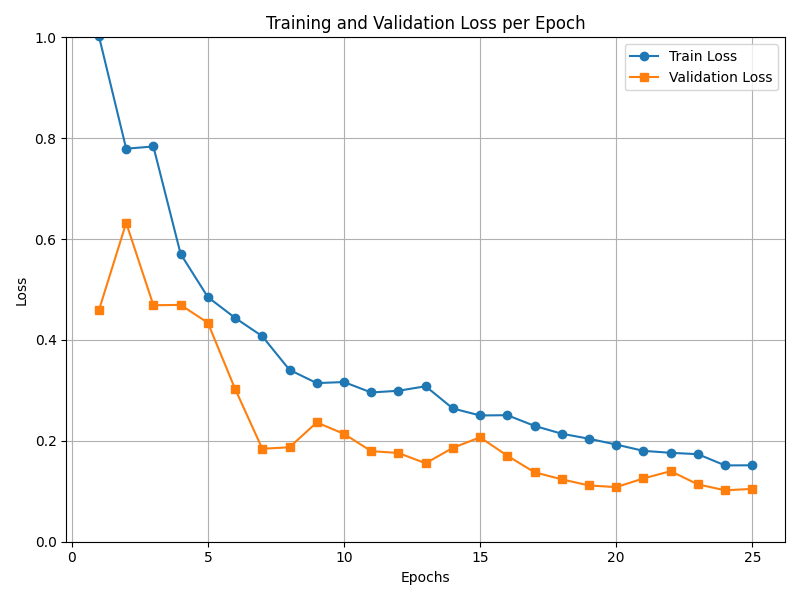 Training and Validation Loss per Epoch
Train Loss
Validation Loss
1.0
0.8
0.6
0.4
0.2
0.0
Loss
0 5 10 15 20 25
Epochs